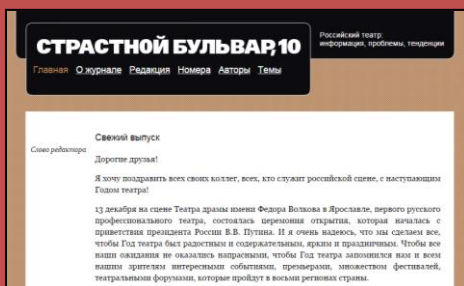 СТРАСТНОЙ БУЛЬВАР, 10
Российский театр:
информация, проблемы, тенденции
Главная О журнале Редакция Номера Авторы Темы
Свежий выпуск
Слово редактора
Дорогие друзья!
Я хочу поздравить всех своих коллег, всех, кто служит российской сцене, с наступающим
Годом театра!
13 декабря на сцене Театра драмы имени Федора Волкова в Ярославле, первого русского
профессионального театра, состоялась церемония открытия, которая началась с
приветствия президента России В.В. Путина. И я очень надеюсь, что мы сделаем все,
чтобы Год театра был радостным и содержательным, ярким и праздничным. Чтобы все
наши ожидания не оказались напрасными, чтобы Год театра запомнился нам и всем
нашим зрителям интересными событиями, премьерами, множеством фестивалей,
театральными форумами, которые пройдут в восьми регионах страны.